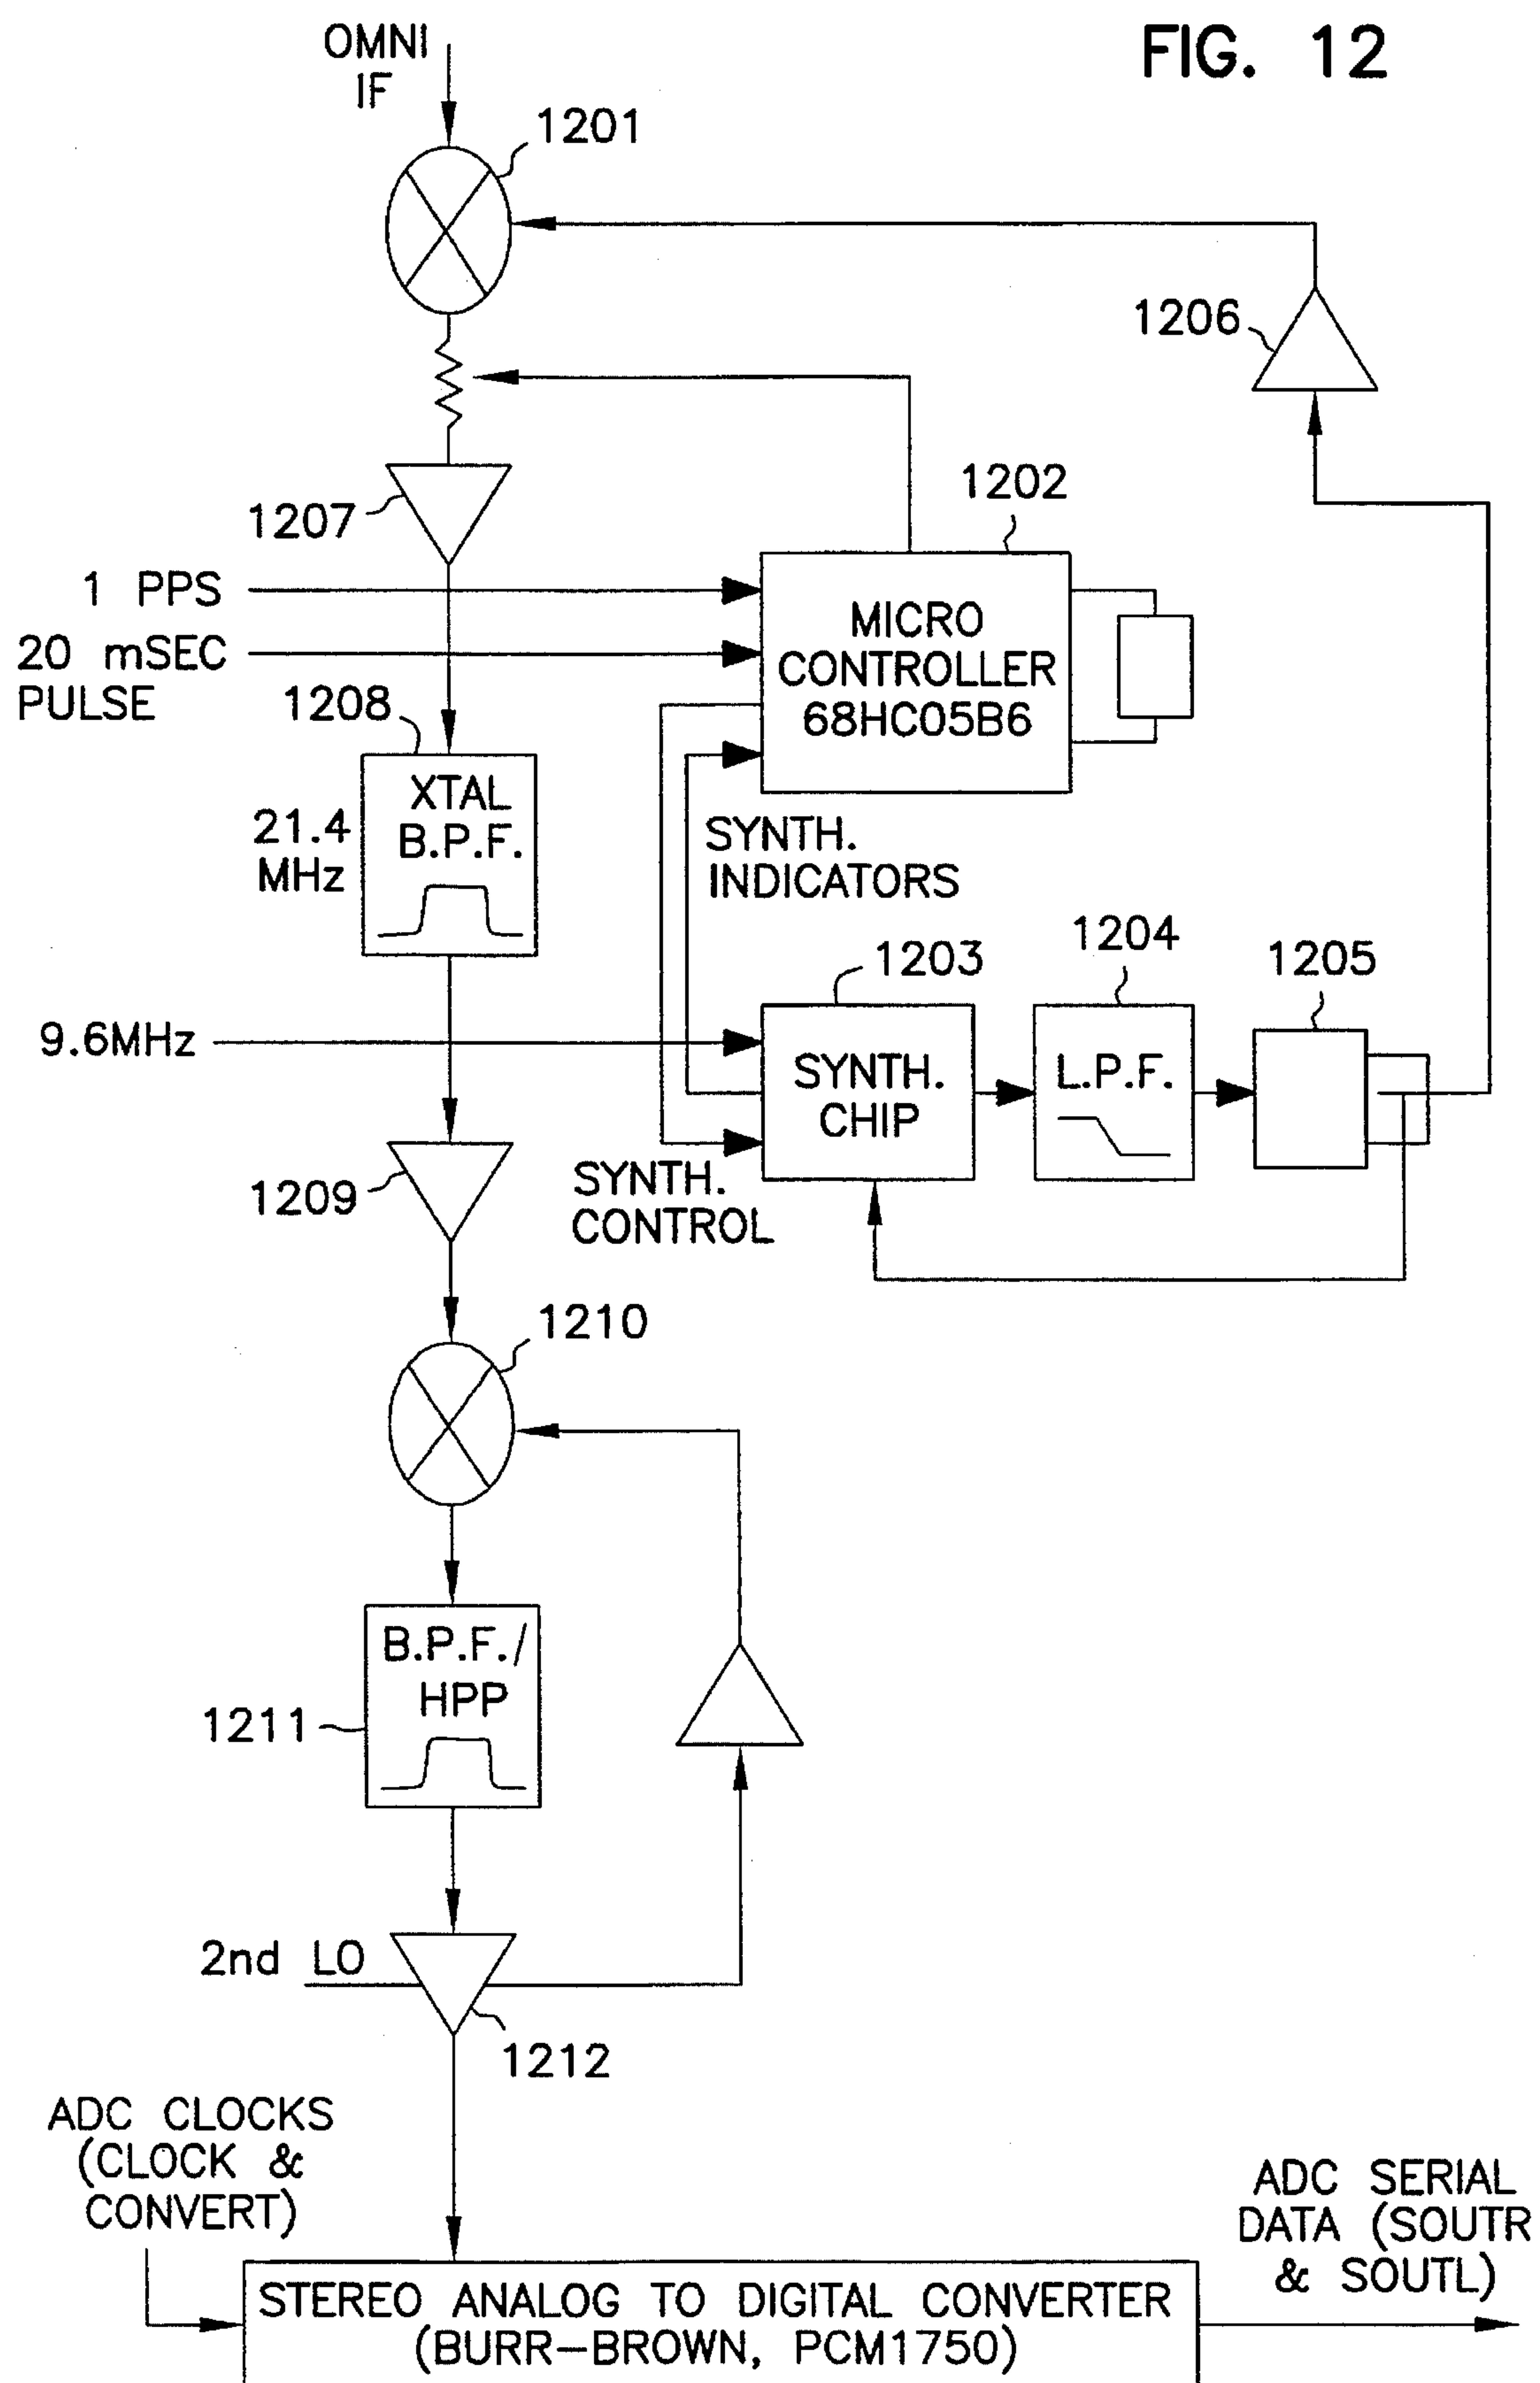 FIG. 12
OMNI
IF
1201
1206
1202
1207
1 PPS
20 mSEC
PULSE
MICRO
CONTROLLER
68HC05B6
1208
XTAL
B.P.F.
21.4
MHz
SYNTH.
INDICATORS
1203
1204
1205
9.6MHz
SYNTH.
CHIP
L.P.F.
1209
SYNTH.
CONTROL
1210
B.P.F./
HPP
1211
2nd LO
1212
ADC CLOCKS
(CLOCK &
CONVERT)
ADC SERIAL
DATA (SOUTR
& SOUTL)
STEREO ANALOG TO DIGITAL CONVERTER
(BURR-BROWN, PCM1750)